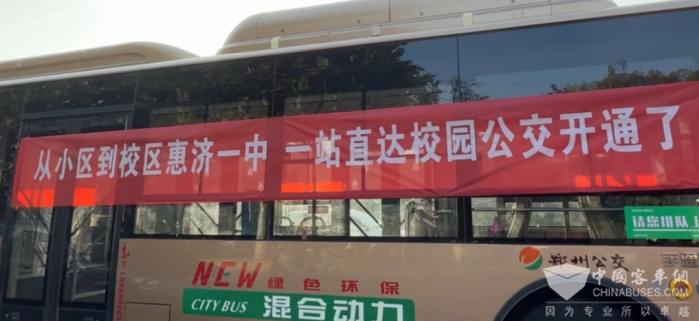 从小区到校区惠济一中 一站直达校园公交开通了
请您排队上
NEW 绿色环保
CITY BUS 混合动力
郑州公交
中国客车网
CHINABUSES.COM
因为专业所以卓越